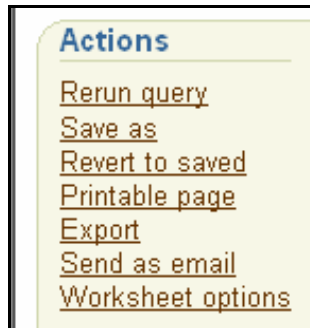 Actions
Rerun query
Save as
Revert to saved
Printable page
Export
Send as email
Worksheet options